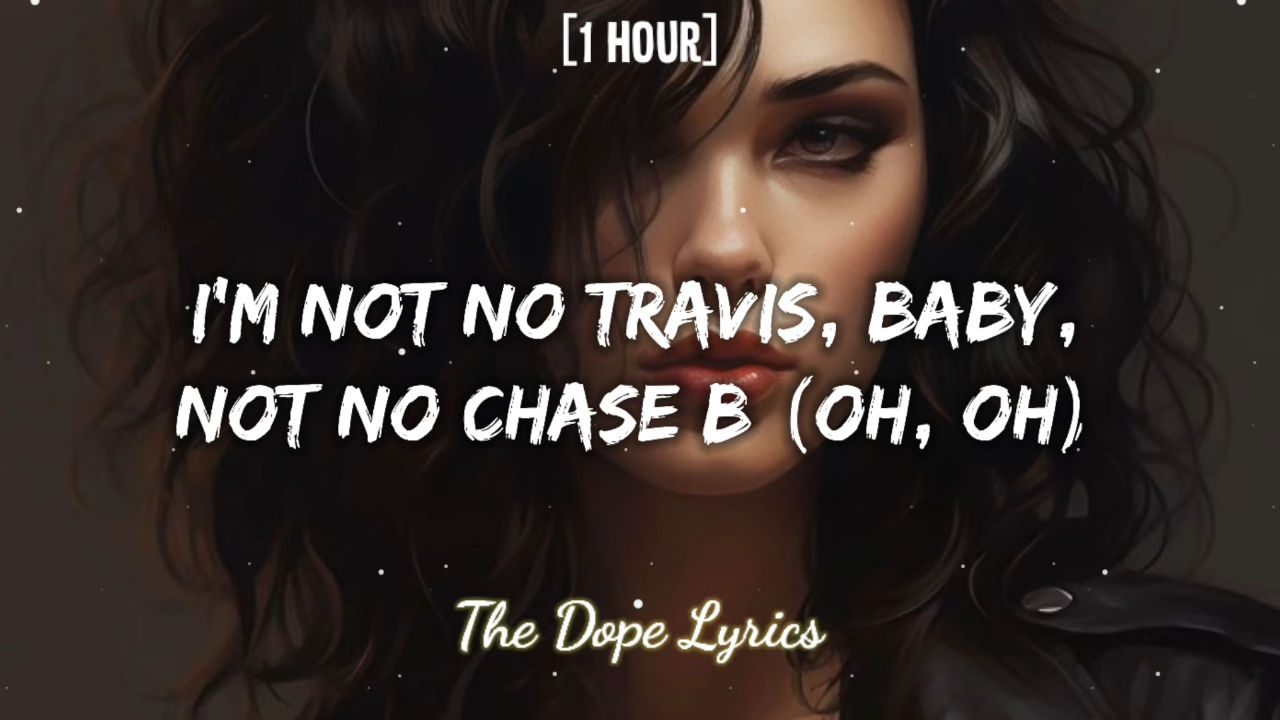 [1 HOUR]
I'M NOT NO TRAVIS, BABY,
NOT NO CHASE B (OH, OH)
The Dope Lyrics